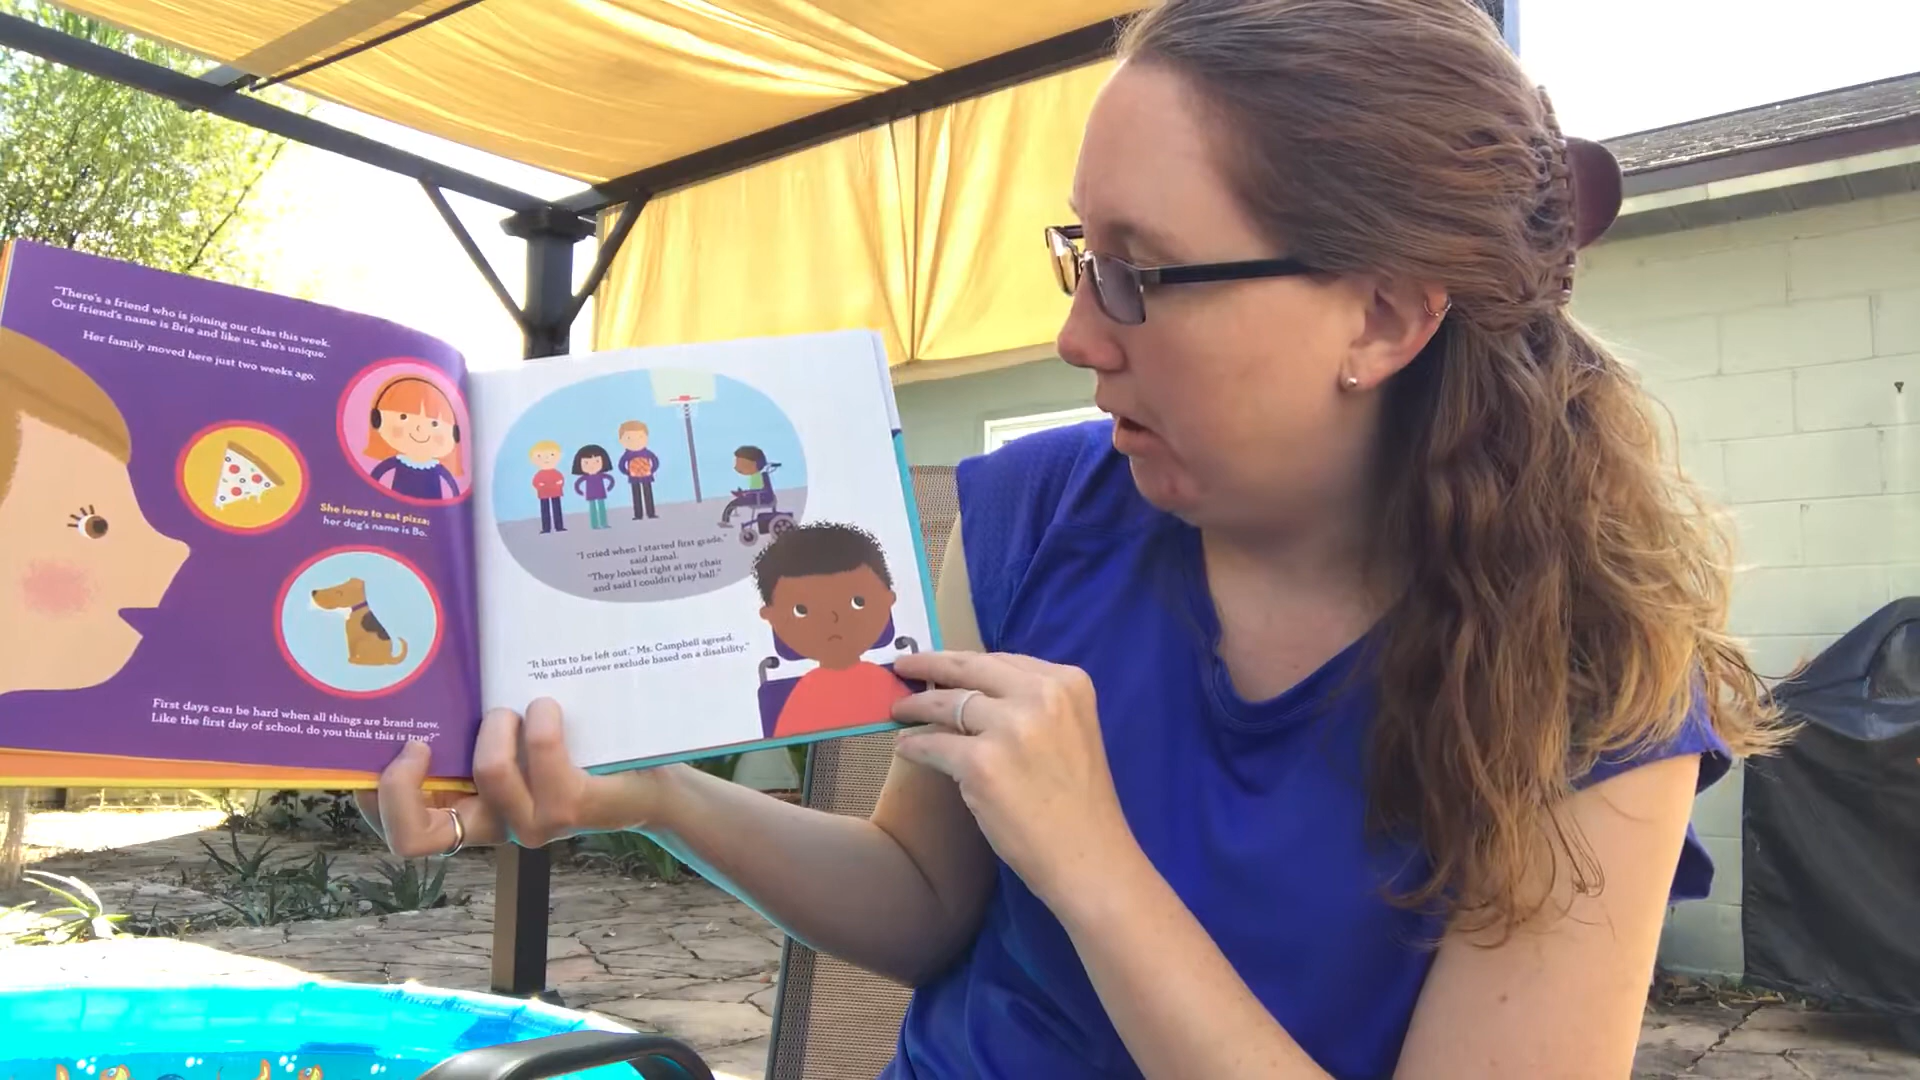 "There's a friend who is joining our class this week.
Our friend's name is Brie and like us, she's unique.
Her family moved here just two weeks ago.
She loves to eat pizza;
her dog's name is Bo.
First days can be hard when all things are brand new.
Like the first day of school, do you think this is true?"
"I cried when I started first grade,"
said Jamal.
"They looked right at my chair
and said I couldn't play ball."
"It hurts to be left out," Ms. Campbell agreed.
"We should never exclude based on a disability."